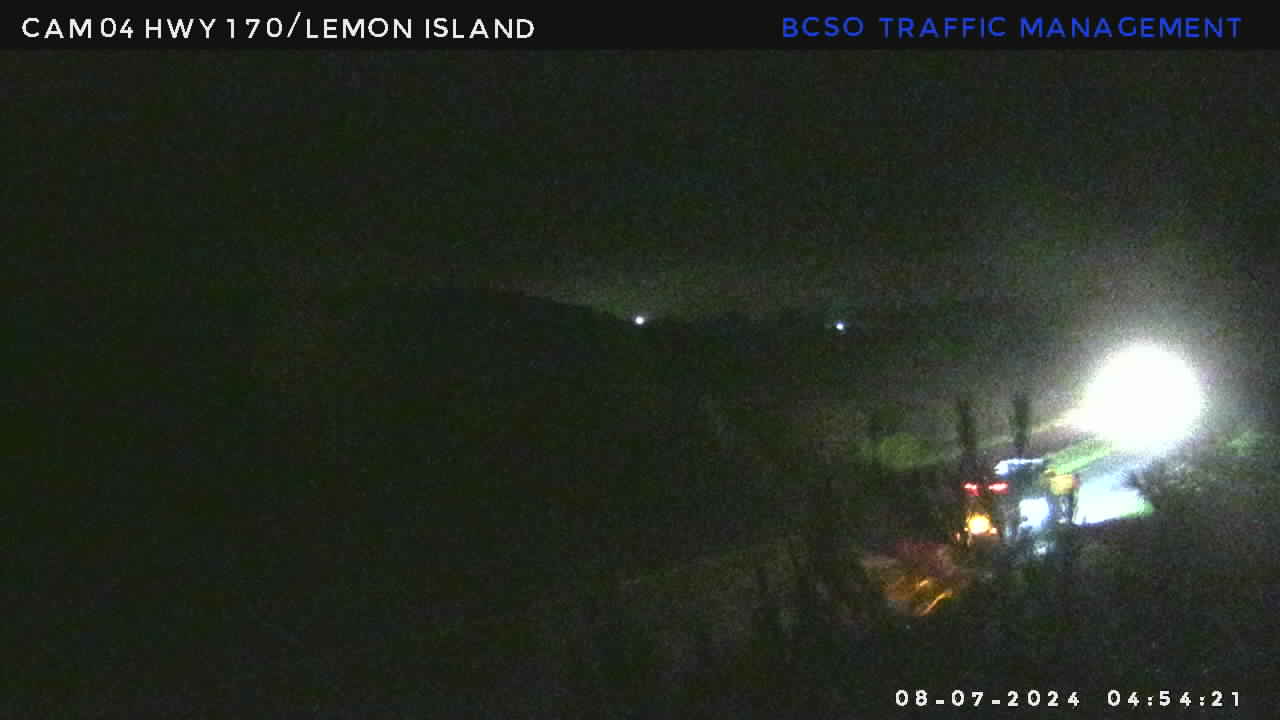 CAM04 HWY 170/LEMON ISLAND
BCSO TRAFFIC MANAGEMENT
08-07-2024 04:54:21